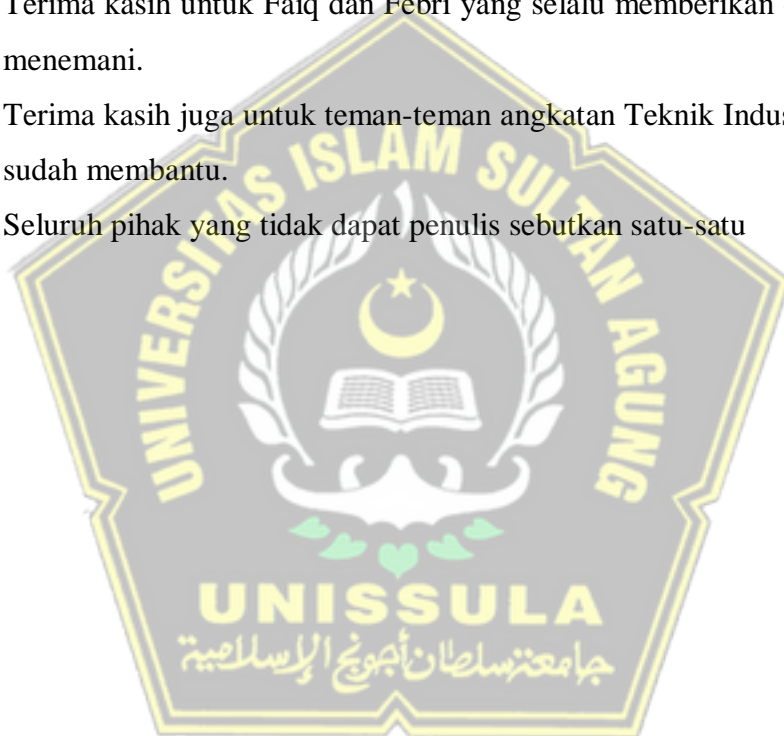 Terima kasih untuk Faiq dan Febri yang selalu memberikan
menemani.
Terima kasih juga untuk teman-teman angkatan Teknik Indus
sudah membantu.
Seluruh pihak yang tidak dapat penulis sebutkan satu-satu
UNIVERSITAS ISLAM SULTAN AGUNG
UNISSULA
جامعة سلطان أجونج الإسلامية